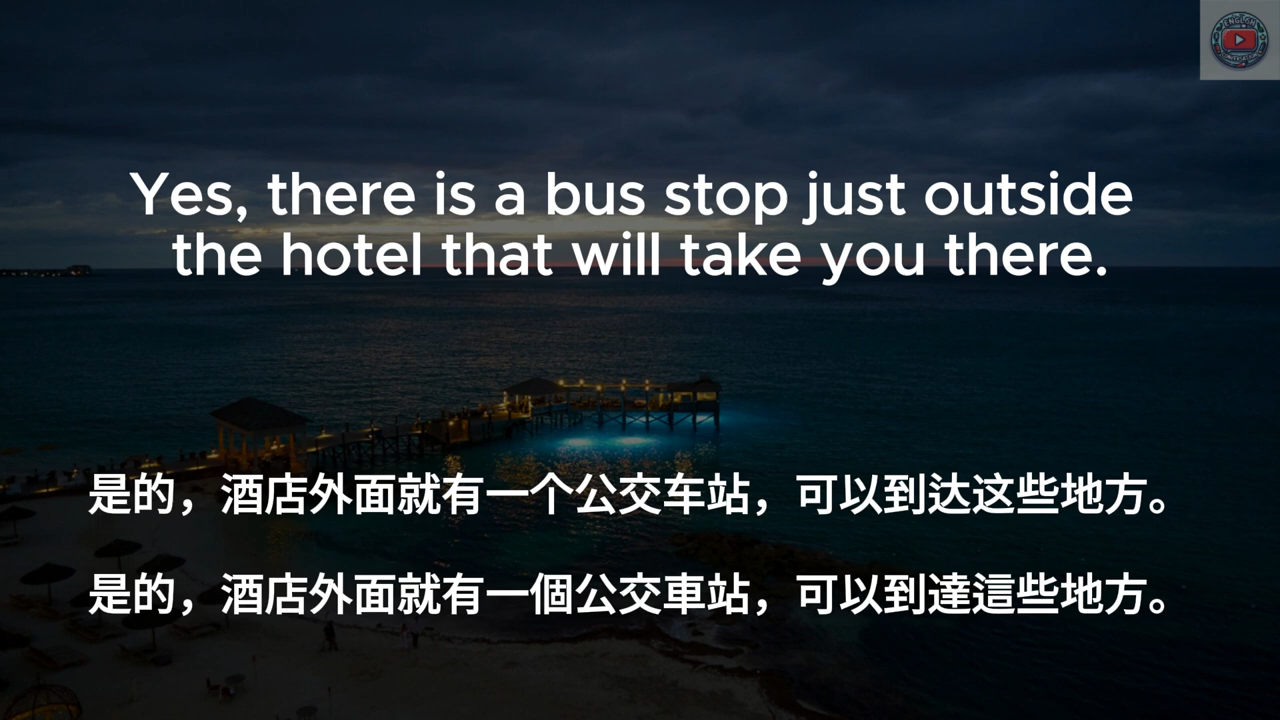 Yes, there is a bus stop just outside
the hotel that will take you there.
是的，酒店外面就有一个公交车站，可以到达这些地方。
是的，酒店外面就有一個公交車站，可以到達這些地方。